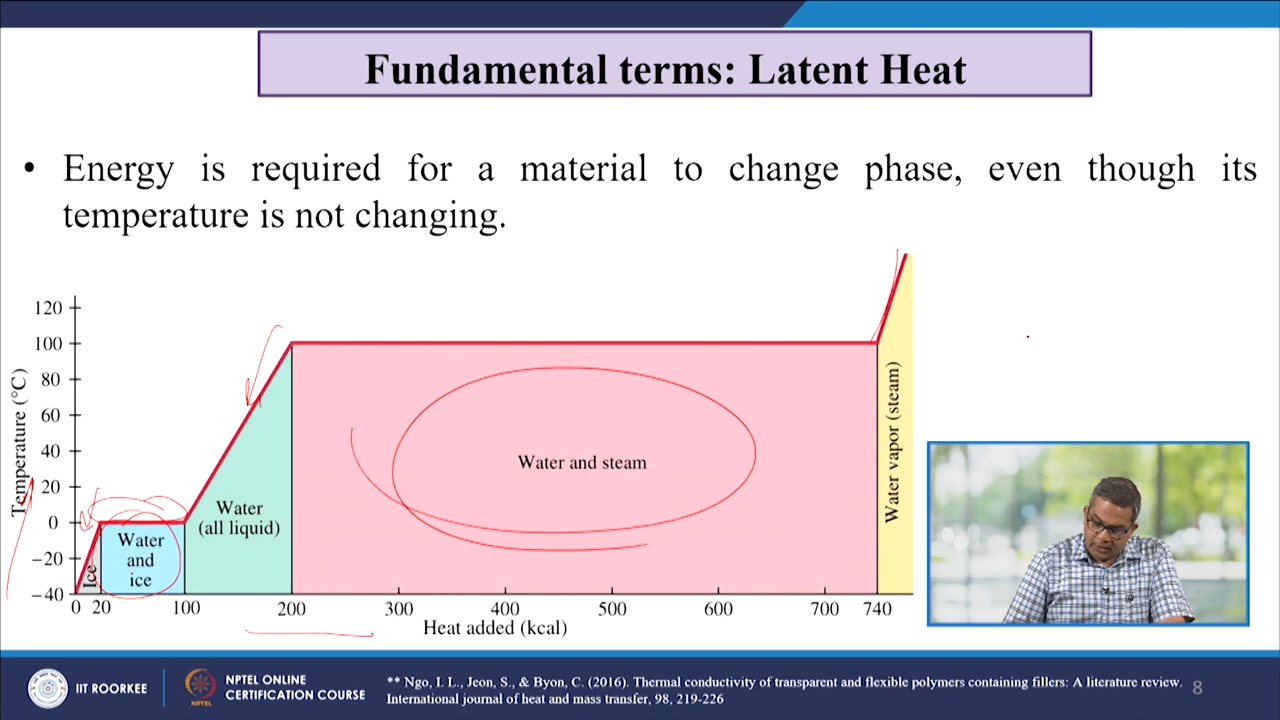 Fundamental terms: Latent Heat
• Energy is required for a material to change phase, even though its
temperature is not changing.
Temperature (°C)
120
100
80
60
40
20
0
−20
−40
Ice
Water
and
ice
Water
(all liquid)
Water and steam
Water vapor (steam)
0 20 100 200 300 400 500 600 700 740
Heat added (kcal)
IIT ROORKEE
NPTEL ONLINE
CERTIFICATION COURSE
NPTEL
** Ngo, I. L., Jeon, S., & Byon, C. (2016). Thermal conductivity of transparent and flexible polymers containing fillers: A literature review.
International journal of heat and mass transfer, 98, 219-226
8